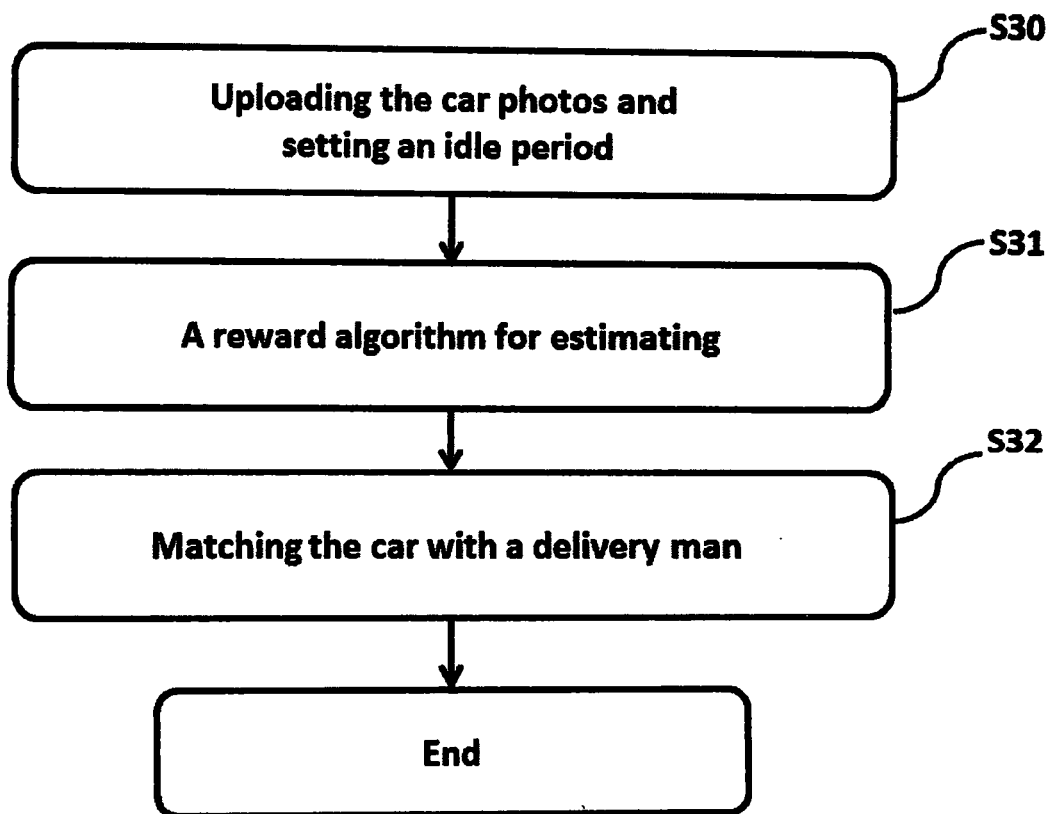 S30
Uploading the car photos and
setting an idle period
S31
A reward algorithm for estimating
S32
Matching the car with a delivery man
End